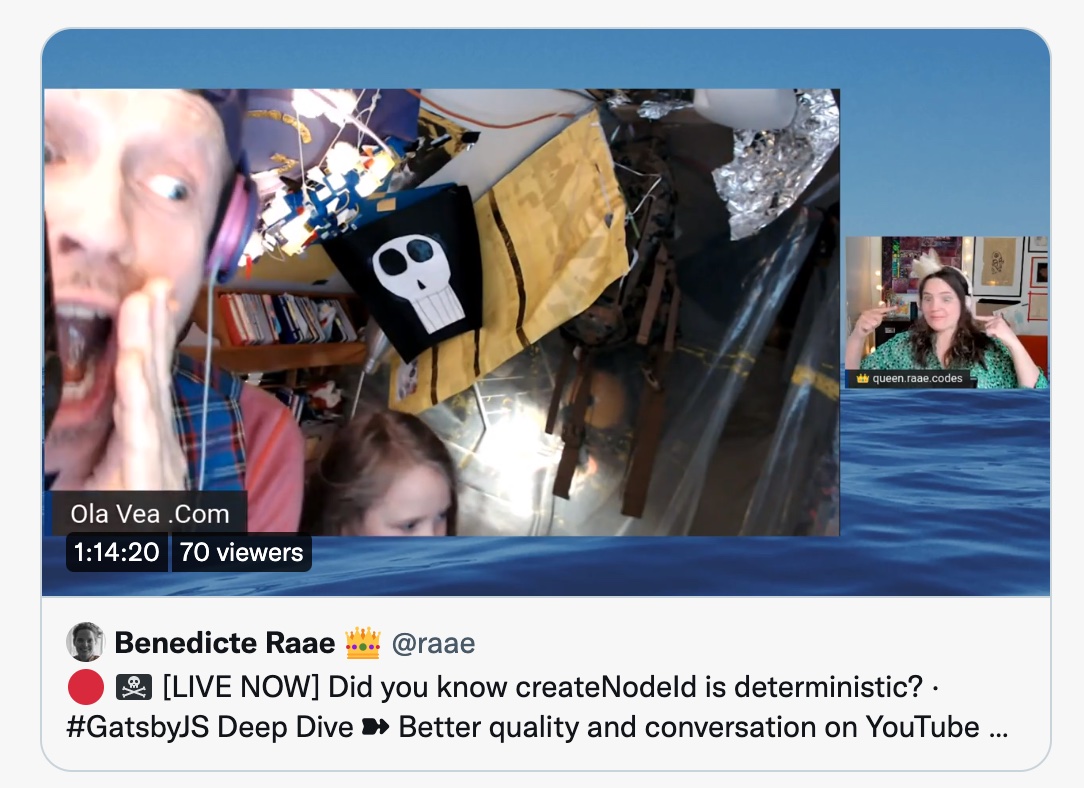 👑 queen.raae.codes
Ola Vea .Com
1:14:20 70 viewers
Benedicte Raae 👑 @raae
🔴 🏴‍☠️ [LIVE NOW] Did you know createNodeId is deterministic? ·
#GatsbyJS Deep Dive ➽ Better quality and conversation on YouTube ...